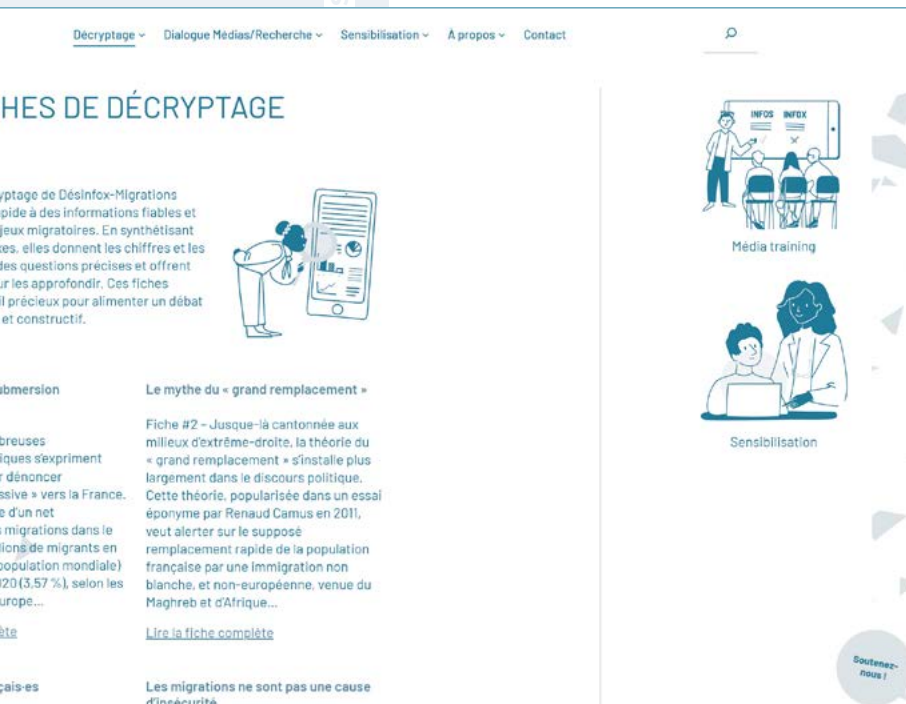 Décryptage Dialogue Médias/Recherche Sensibilisation À propos Contact
HES DE DÉCRYPTAGE
INFOS INFOX
yptage de Désinfox-Migrations
pide à des informations fiables et
jeux migratoires. En synthétisant
es, elles donnent les chiffres et les
des questions précises et offrent
ur les approfondir. Ces fiches
il précieux pour alimenter un débat
et constructif.
Média training
Sensibilisation
ubmersion
breuses
iques s'expriment
r dénoncer
ssive » vers la France.
e d'un net
s migrations dans le
lions de migrants en
population mondiale)
020 (3,57 %), selon les
urope...
ète
Le mythe du « grand remplacement »
Fiche #2 – Jusque-là cantonnée aux
milieux d'extrême-droite, la théorie du
« grand remplacement » s'installe plus
largement dans le discours politique.
Cette théorie, popularisée dans un essai
éponyme par Renaud Camus en 2011,
veut alerter sur le supposé
remplacement rapide de la population
française par une immigration non
blanche, et non-européenne, venue du
Maghreb et d'Afrique...
Lire la fiche complète
çais·es
Les migrations ne sont pas une cause
d'insécurité
Soutenez-
nous !